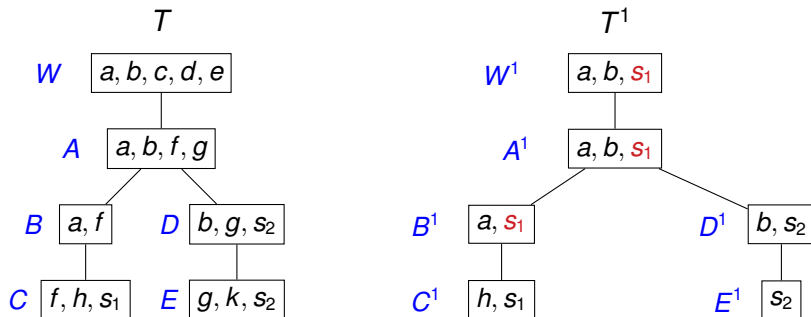 T T¹
W a, b, c, d, e W¹ a, b, s₁
A a, b, f, g A¹ a, b, s₁
B a, f D b, g, s₂ B¹ a, s₁ D¹ b, s₂
C f, h, s₁ E g, k, s₂ C¹ h, s₁ E¹ s₂